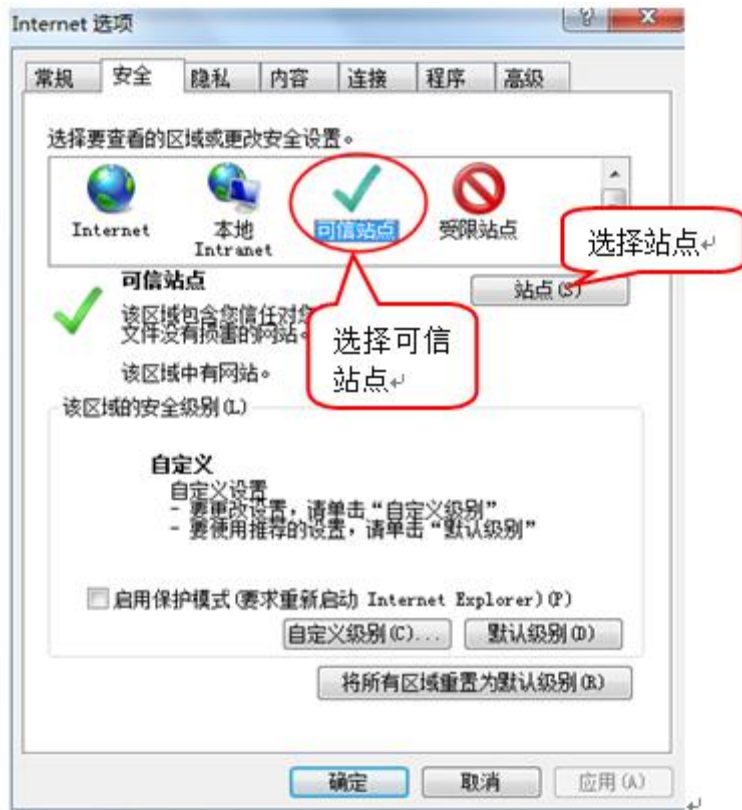 Internet 选项
常规 安全 隐私 内容 连接 程序 高级
选择要查看的区域或更改安全设置。
Internet
本地
Intranet
可信站点
受限站点
选择站点
可信站点
站点(S)
该区域包含您信任对您
文件没有损害的网站。
选择可信
站点
该区域中有网站。
该区域的安全级别(L)
自定义
自定义设置
- 要更改设置，请单击“自定义级别”
- 要使用推荐的设置，请单击“默认级别”
启用保护模式(要求重新启动 Internet Explorer)(P)
自定义级别(C)... 默认级别(D)
将所有区域重置为默认级别(R)
确定 取消 应用(A)